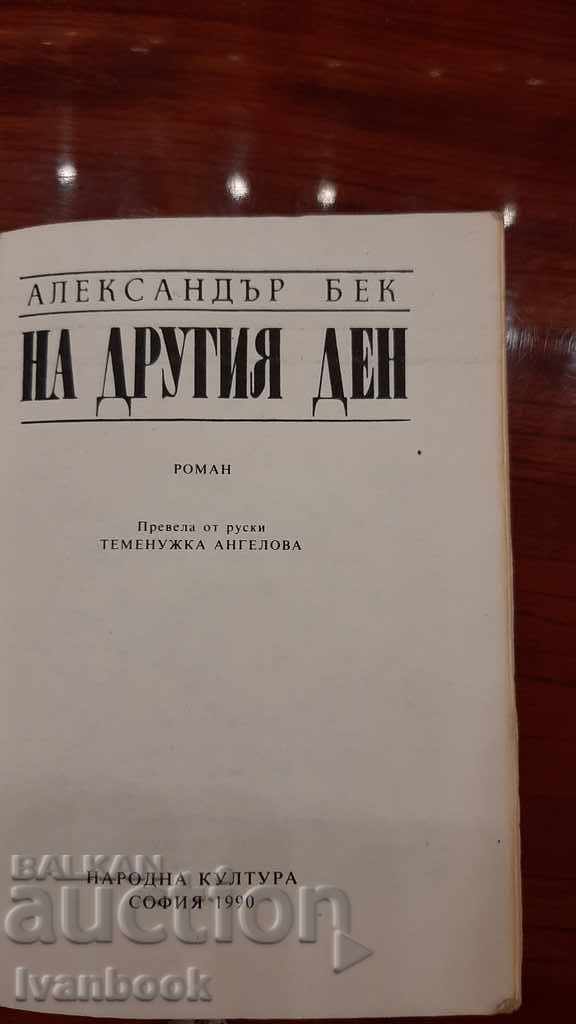 АЛЕКСАНДЪР БЕК
НА ДРУГИЯ ДЕН
РОМАН
Превела от руски
ТЕМЕНУЖКА АНГЕЛОВА
НАРОДНА КУЛТУРА
СОФИЯ 1990
BALKAN
auction
Ivanbook